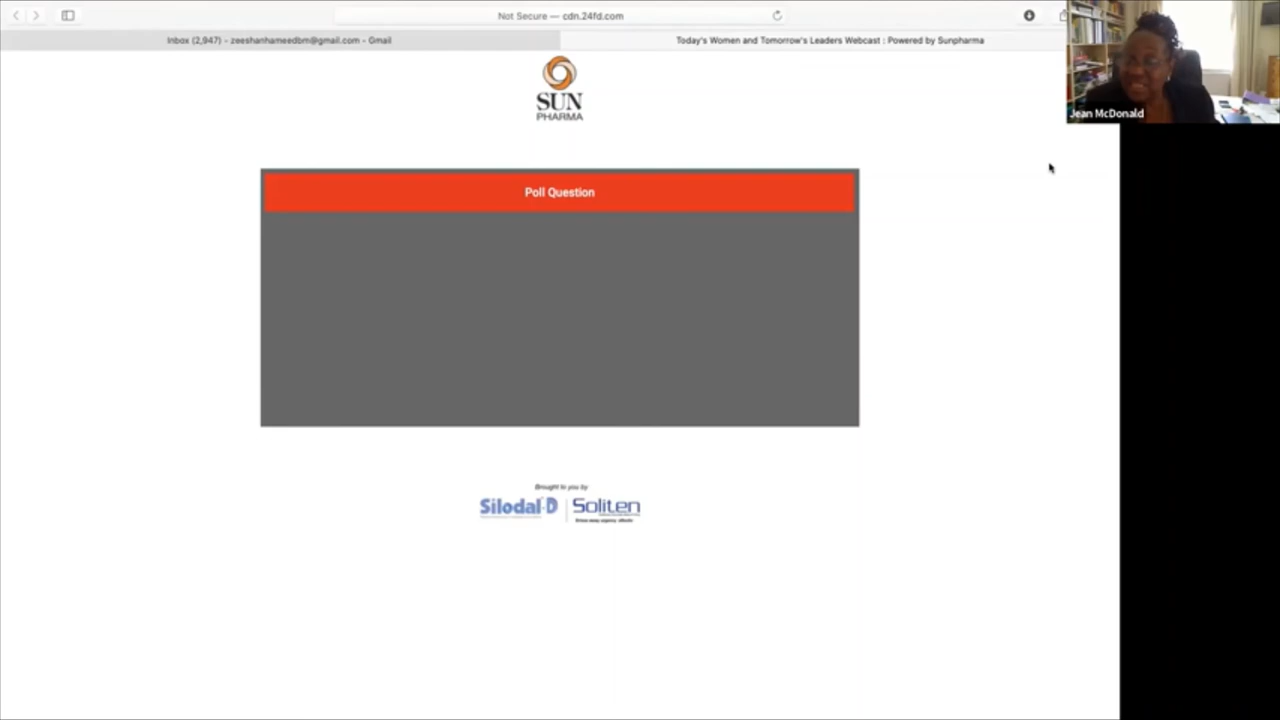 Not Secure — cdn.24fd.com
Inbox (2,947) - zeeshanhameedbm@gmail.com - Gmail
Today's Women and Tomorrow's Leaders Webcast : Powered by Sunpharma
Jean McDonald
SUN
PHARMA
Poll Question
Brought to you by
Silodal-D
Soliten